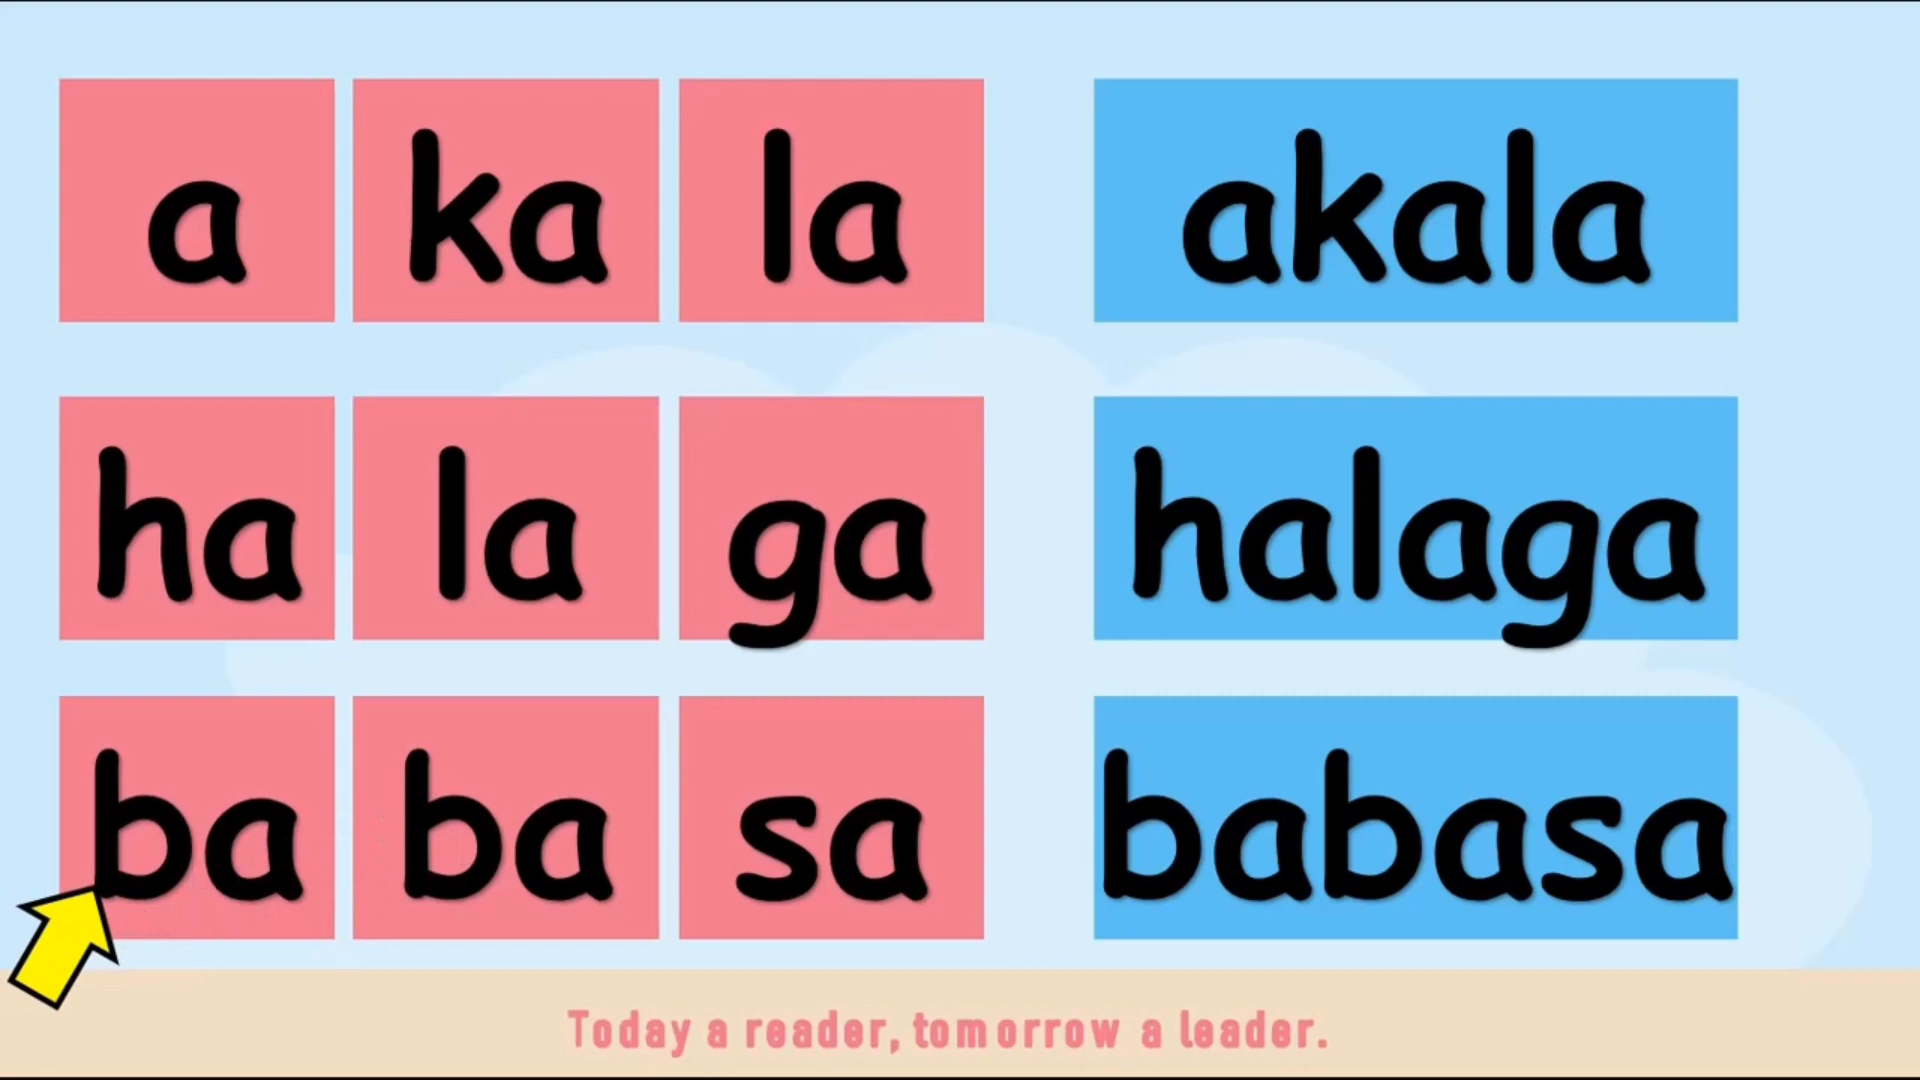 a ka la akala
ha la ga halaga
ba ba sa babasa
Today a reader, tomorrow a leader.